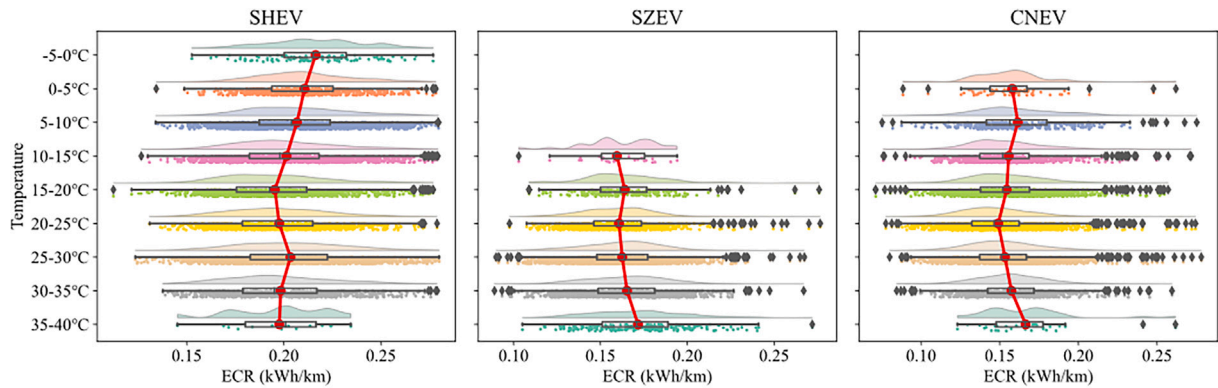 SHEV SZEV CNEV
Temperature
-5-0°C
0-5°C
5-10°C
10-15°C
15-20°C
20-25°C
25-30°C
30-35°C
35-40°C
0.15 0.20 0.25 0.10 0.15 0.20 0.25 0.10 0.15 0.20 0.25
ECR (kWh/km) ECR (kWh/km) ECR (kWh/km)